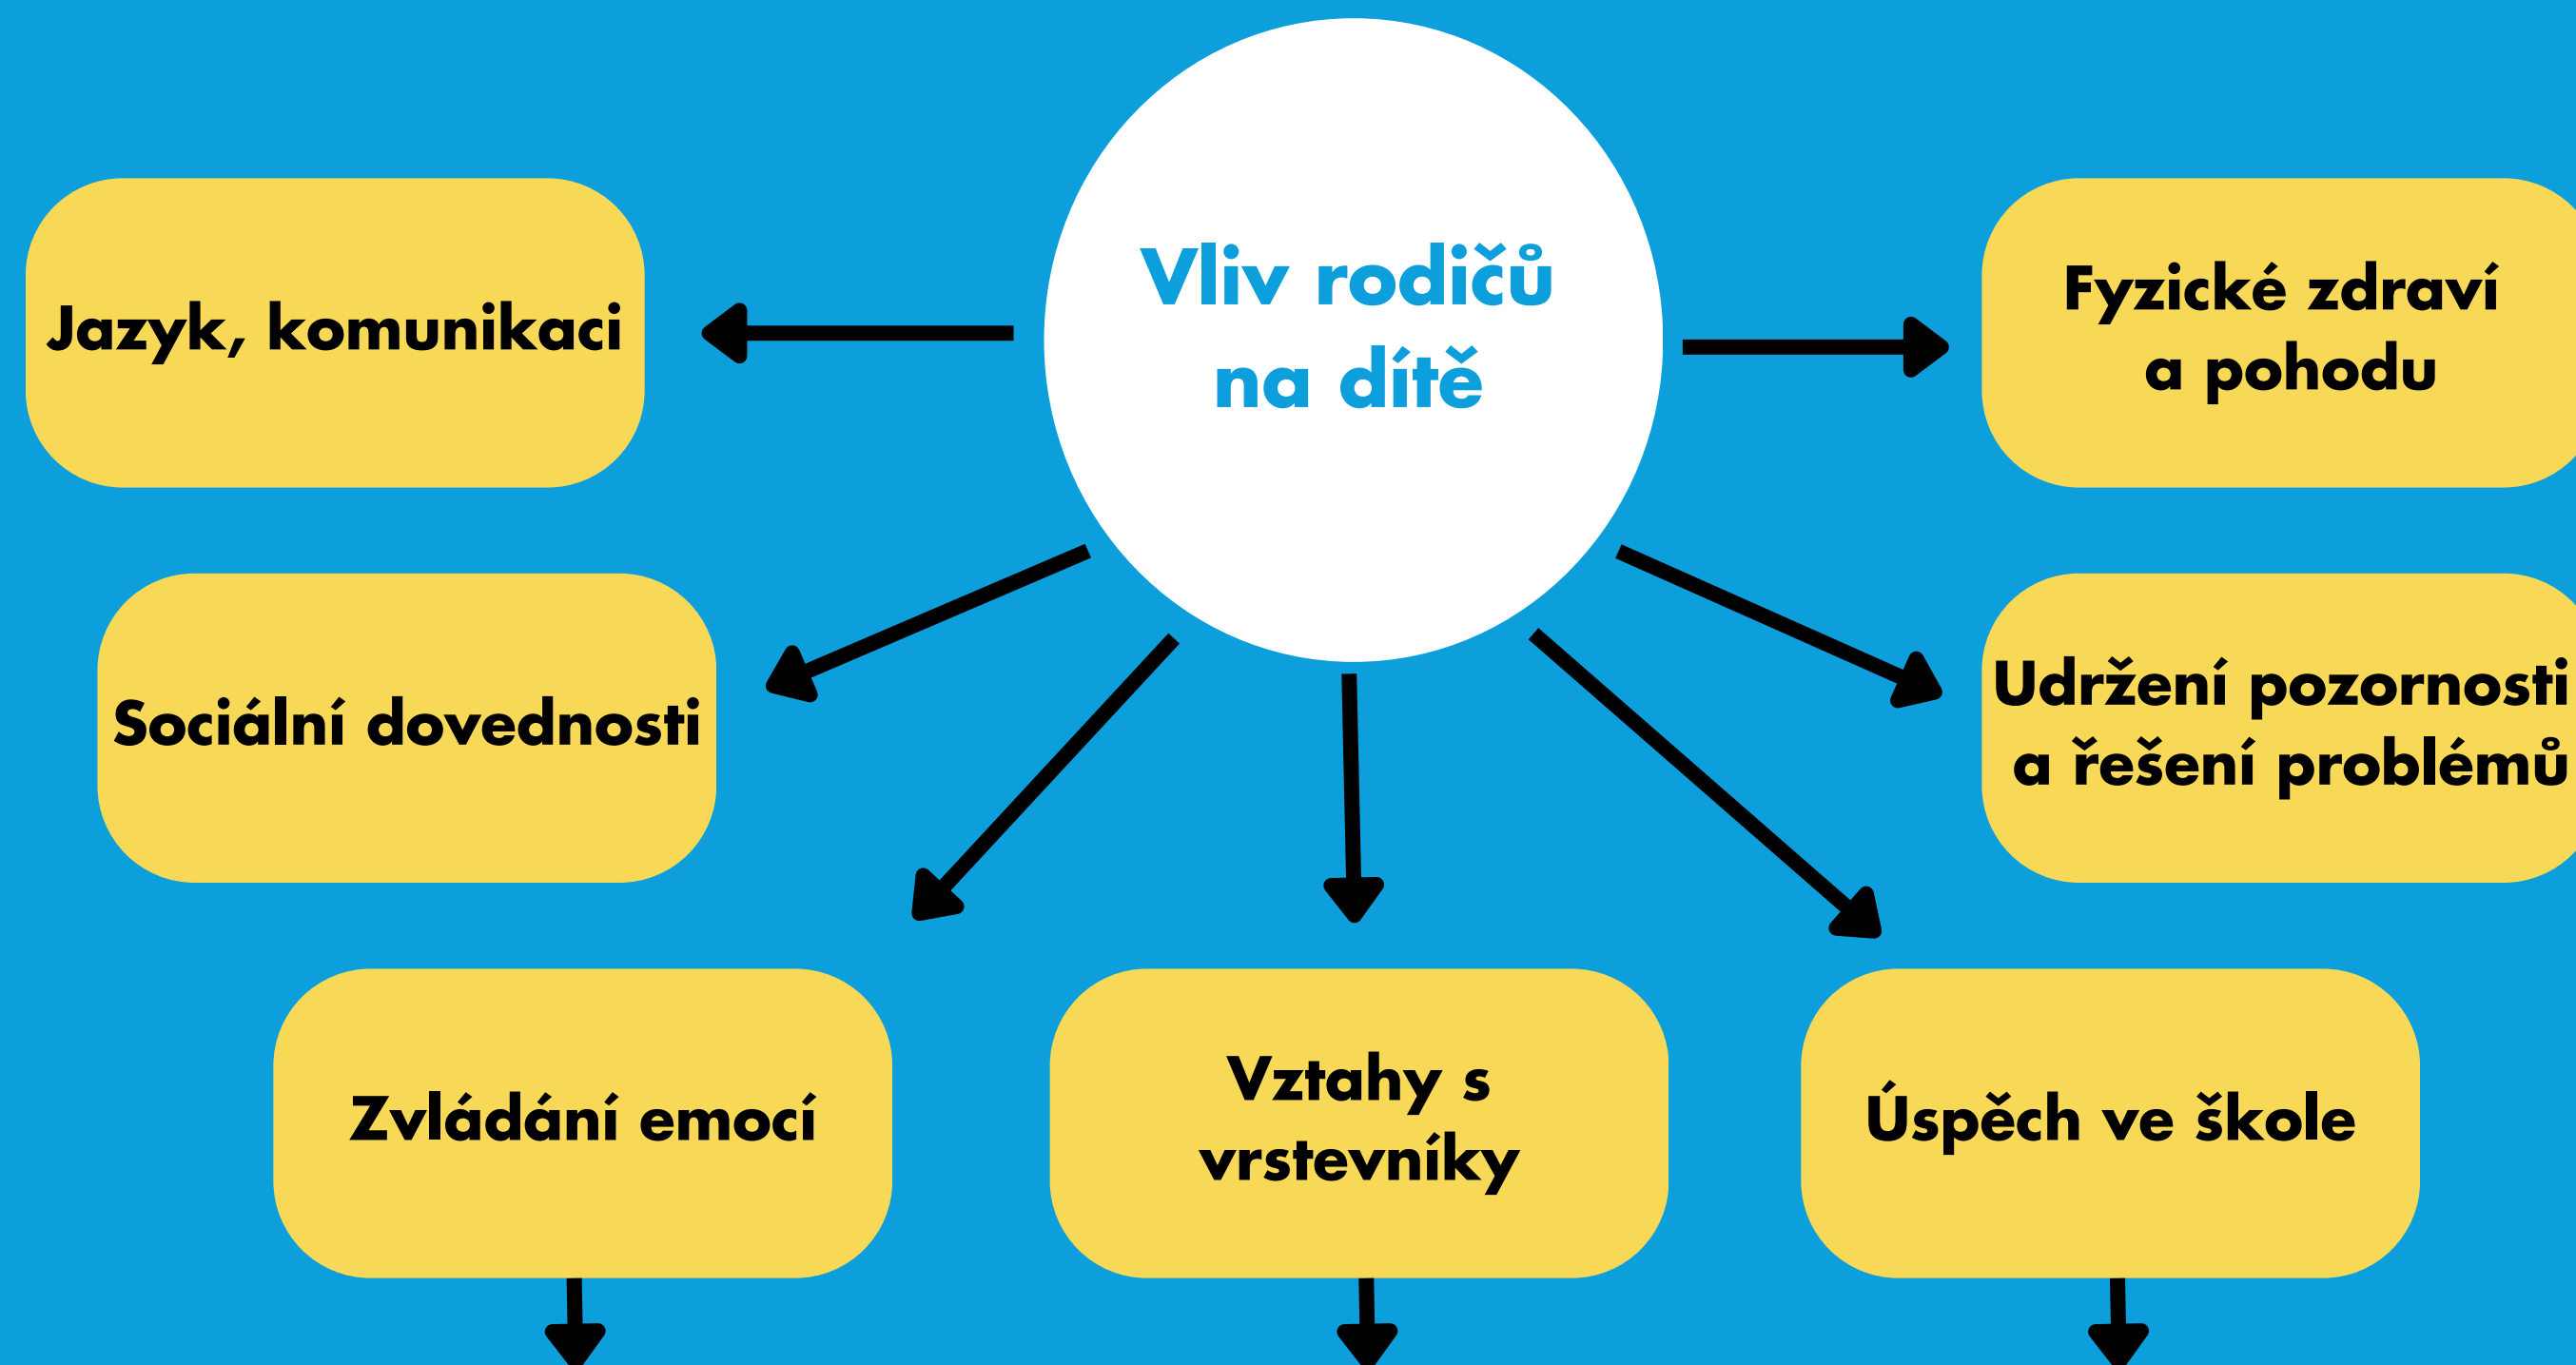 Vliv rodičů
na dítě
Jazyk, komunikaci
Fyzické zdraví
a pohodu
Sociální dovednosti
Udržení pozornosti
a řešení problémů
Zvládání emocí
Vztahy s
vrstevníky
Úspěch ve škole